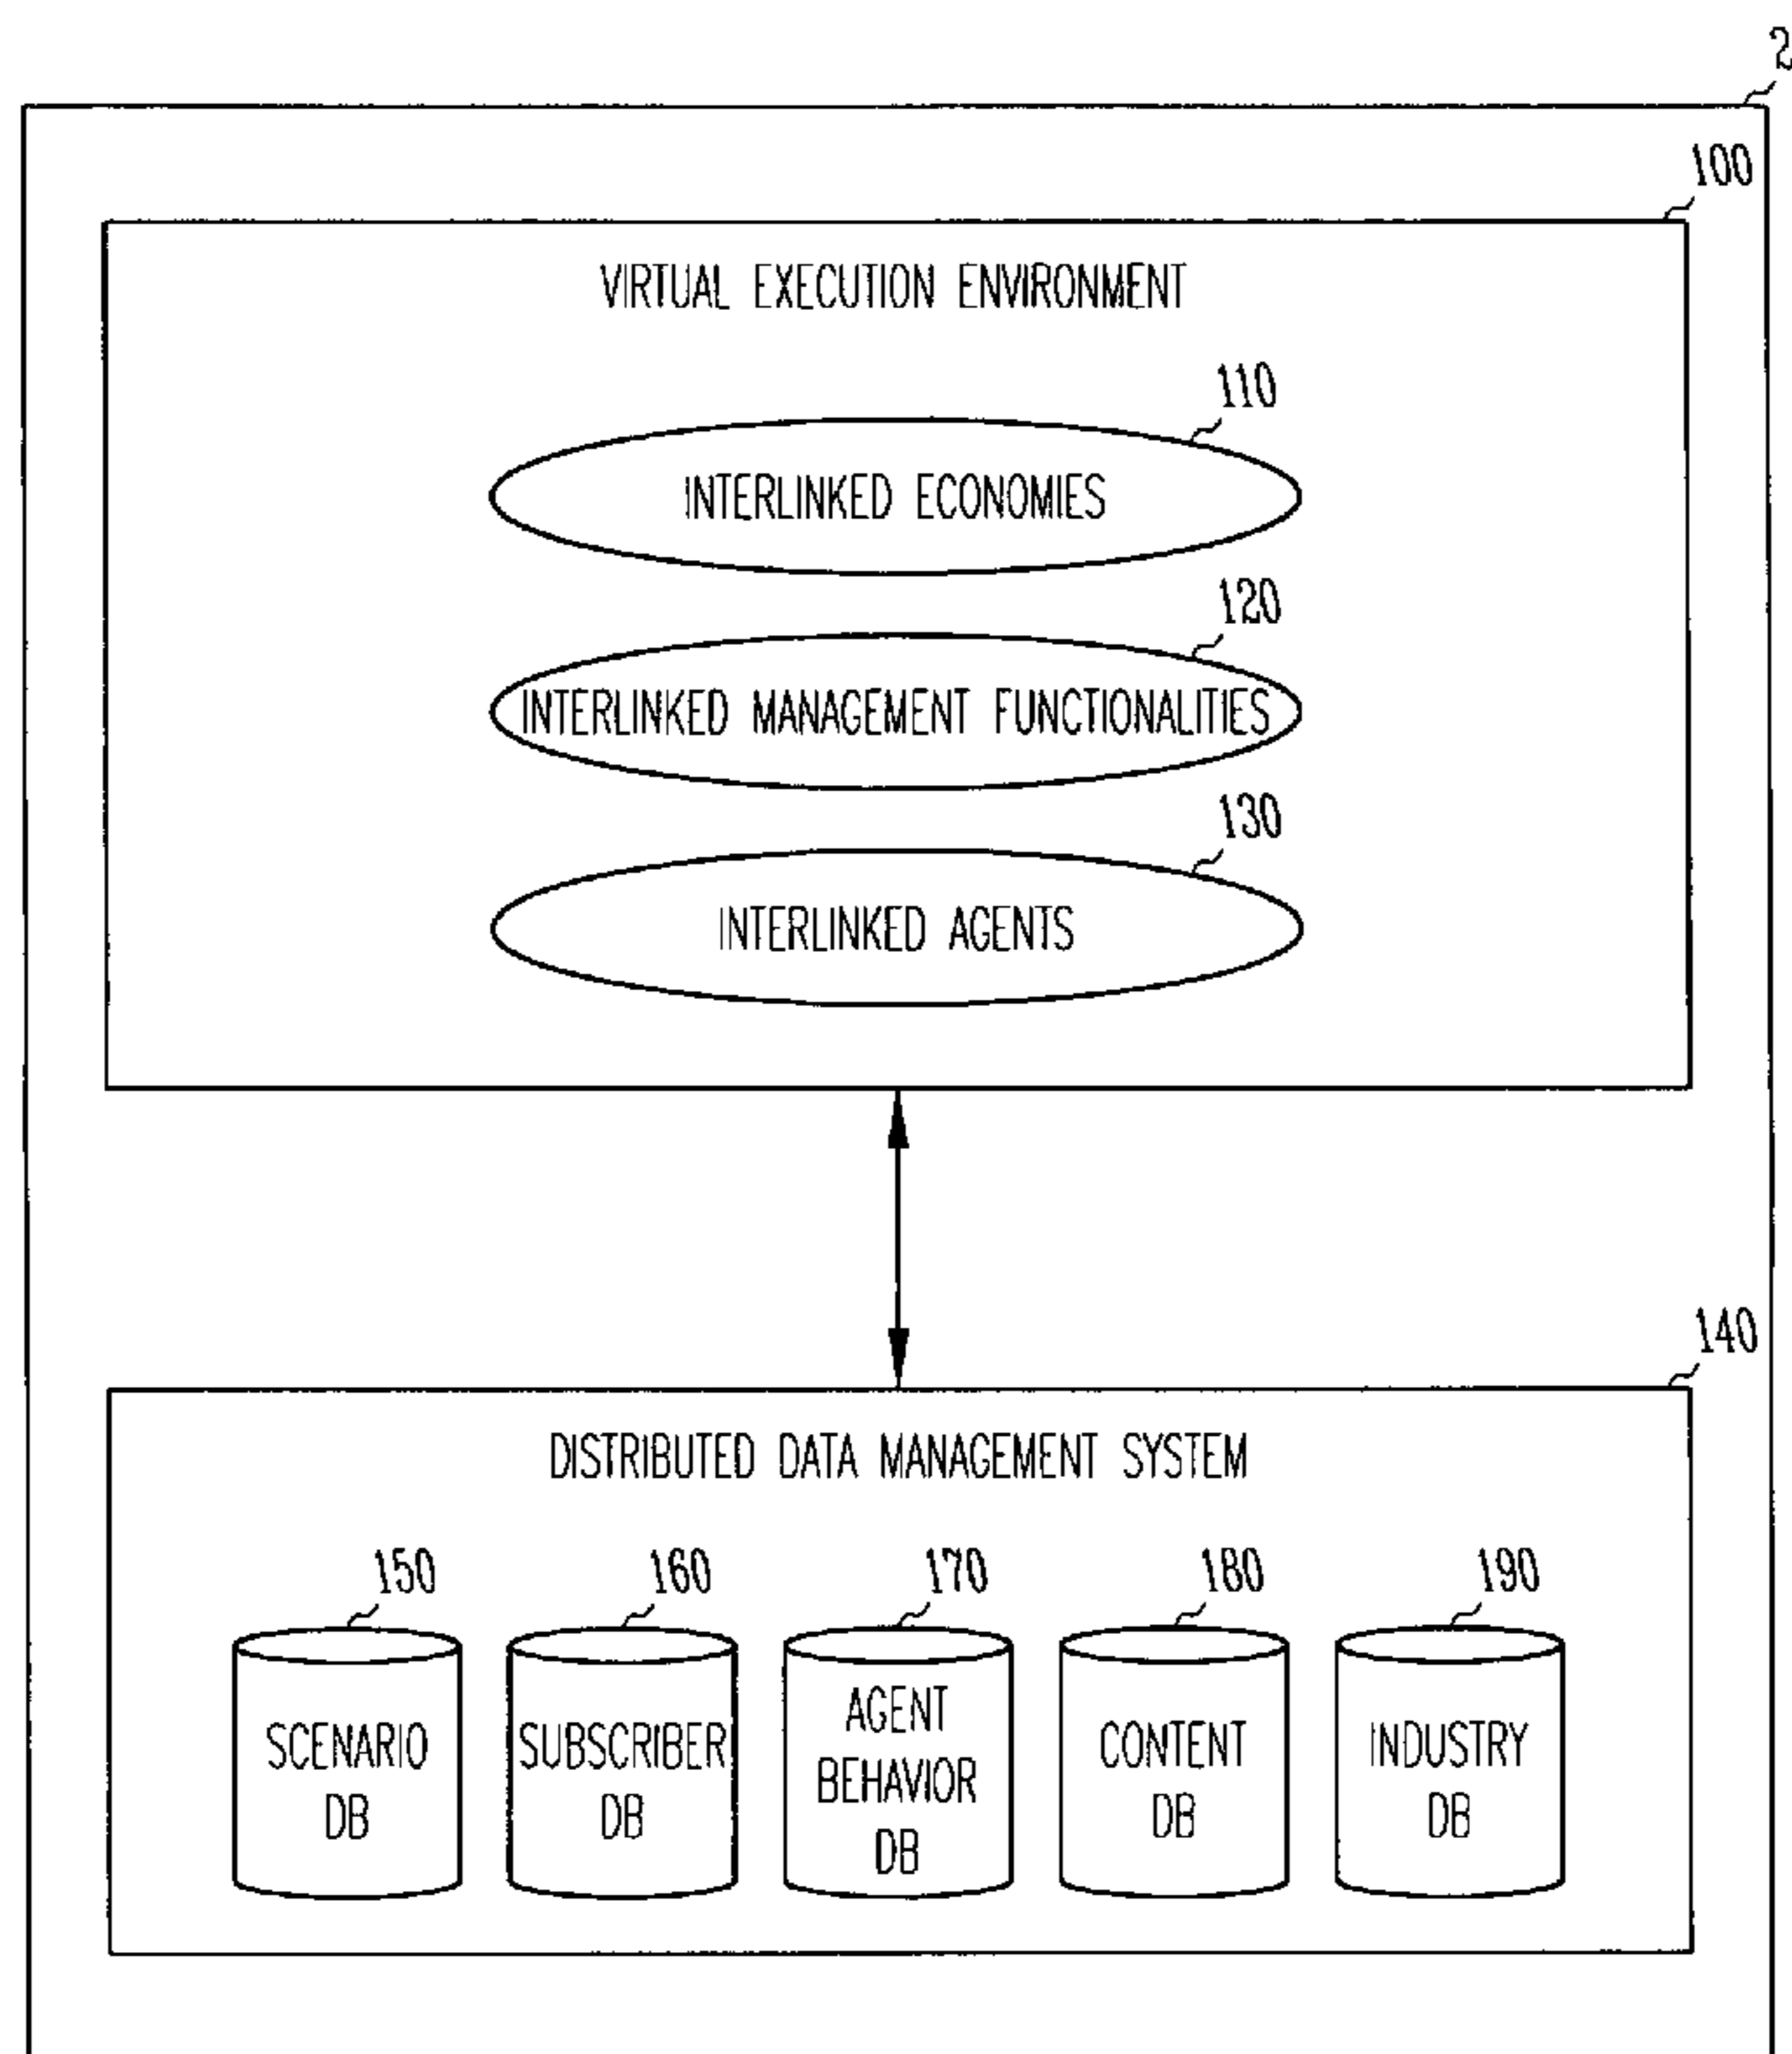 2
100
VIRTUAL EXECUTION ENVIRONMENT
110
INTERLINKED ECONOMIES
120
INTERLINKED MANAGEMENT FUNCTIONALITIES
130
INTERLINKED AGENTS
140
DISTRIBUTED DATA MANAGEMENT SYSTEM
150
160
170
180
190
SCENARIO
DB
SUBSCRIBER
DB
AGENT
BEHAVIOR
DB
CONTENT
DB
INDUSTRY
DB